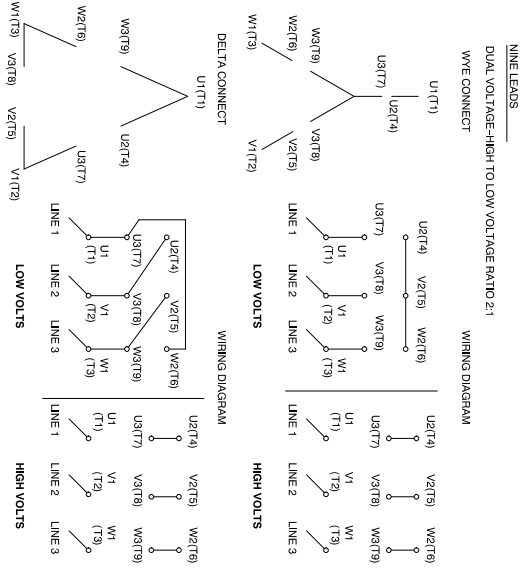 NINE LEADS
DUAL VOLTAGE-HIGH TO LOW VOLTAGE RATIO 2:1
WYE CONNECT
WIRING DIAGRAM
U1(T1)
U3(T7)
U2(T4)
W3(T9) V3(T8)
W2(T6) V2(T5)
W1(T3) V1(T2)
U2(T4) V2(T5) W2(T6)
U3(T7) V3(T8) W3(T9)
U1 V1 W1
(T1) (T2) (T3)
LINE 1 LINE 2 LINE 3
LOW VOLTS
U2(T4) V2(T5) W2(T6)
U3(T7) V3(T8) W3(T9)
U1 V1 W1
(T1) (T2) (T3)
LINE 1 LINE 2 LINE 3
HIGH VOLTS
DELTA CONNECT
WIRING DIAGRAM
U1(T1)
W3(T9) U2(T4)
W2(T6) U3(T7)
W1(T3) V3(T8) V2(T5) V1(T2)
U2(T4) V2(T5) W2(T6)
U3(T7) V3(T8) W3(T9)
U1 V1 W1
(T1) (T2) (T3)
LINE 1 LINE 2 LINE 3
LOW VOLTS
U2(T4) V2(T5) W2(T6)
U3(T7) V3(T8) W3(T9)
U1 V1 W1
(T1) (T2) (T3)
LINE 1 LINE 2 LINE 3
HIGH VOLTS